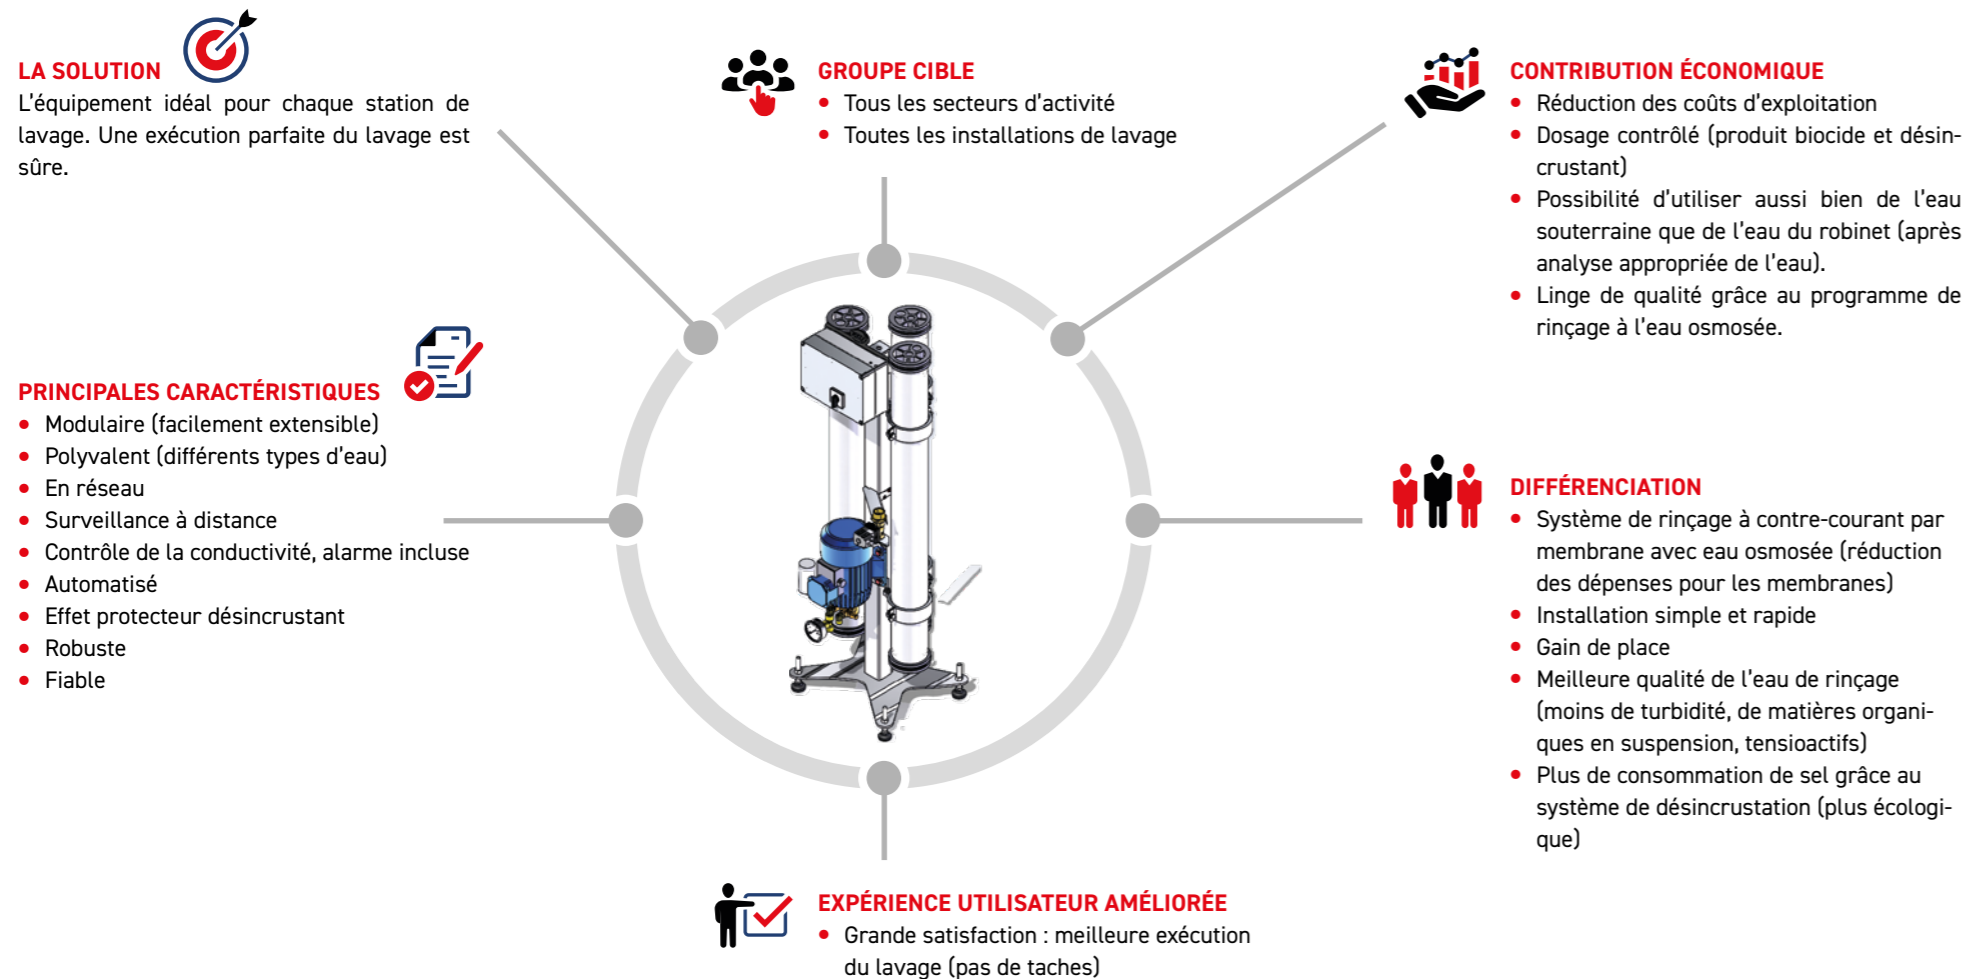 LA SOLUTION
L'équipement idéal pour chaque station de
lavage. Une exécution parfaite du lavage est
sûre.
GROUPE CIBLE
• Tous les secteurs d'activité
• Toutes les installations de lavage
CONTRIBUTION ÉCONOMIQUE
• Réduction des coûts d'exploitation
• Dosage contrôlé (produit biocide et désin-
crustant)
• Possibilité d'utiliser aussi bien de l'eau
souterraine que de l'eau du robinet (après
analyse appropriée de l'eau).
• Linge de qualité grâce au programme de
rinçage à l'eau osmosée.
PRINCIPALES CARACTÉRISTIQUES
• Modulaire (facilement extensible)
• Polyvalent (différents types d'eau)
• En réseau
• Surveillance à distance
• Contrôle de la conductivité, alarme incluse
• Automatisé
• Effet protecteur désincrustant
• Robuste
• Fiable
DIFFÉRENCIATION
• Système de rinçage à contre-courant par
membrane avec eau osmosée (réduction
des dépenses pour les membranes)
• Installation simple et rapide
• Gain de place
• Meilleure qualité de l'eau de rinçage
(moins de turbidité, de matières organi-
ques en suspension, tensioactifs)
• Plus de consommation de sel grâce au
système de désincrustation (plus écologi-
que)
EXPÉRIENCE UTILISATEUR AMÉLIORÉE
• Grande satisfaction : meilleure exécution
du lavage (pas de taches)